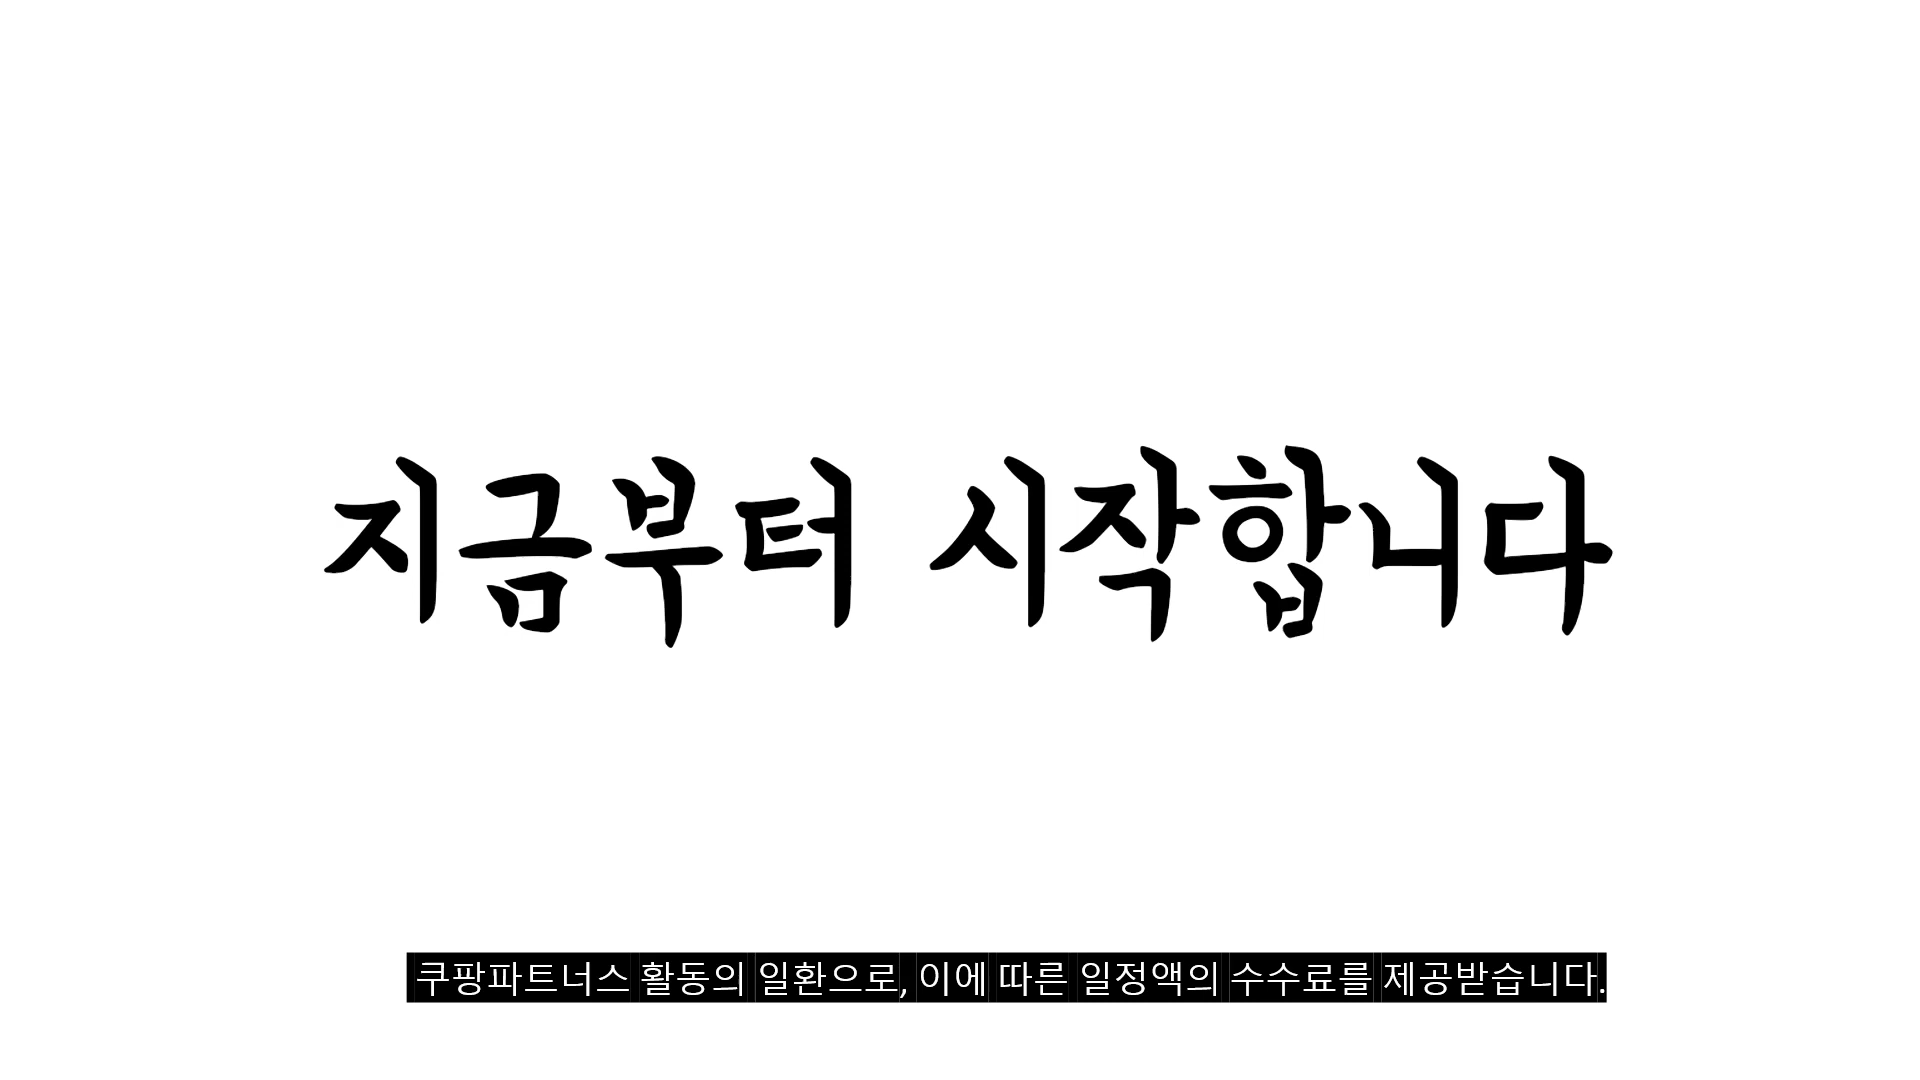 지금부터 시작합니다
쿠팡파트너스 활동의 일환으로, 이에 따른 일정액의 수수료를 제공받습니다.